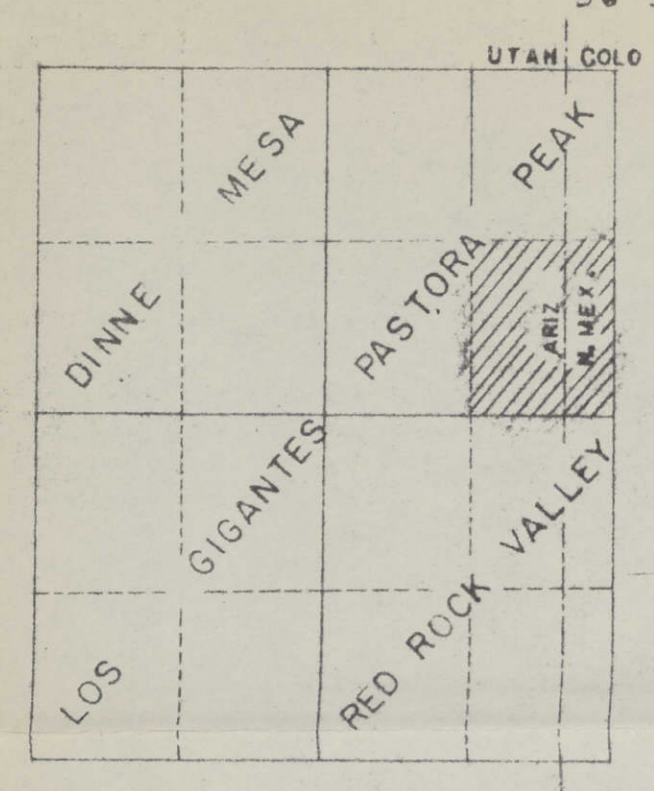 UTAH COLO
DINNE MESA
PASTORA PEAK
ARIZ
N. MEX.
LOS GIGANTES
RED ROCK VALLEY